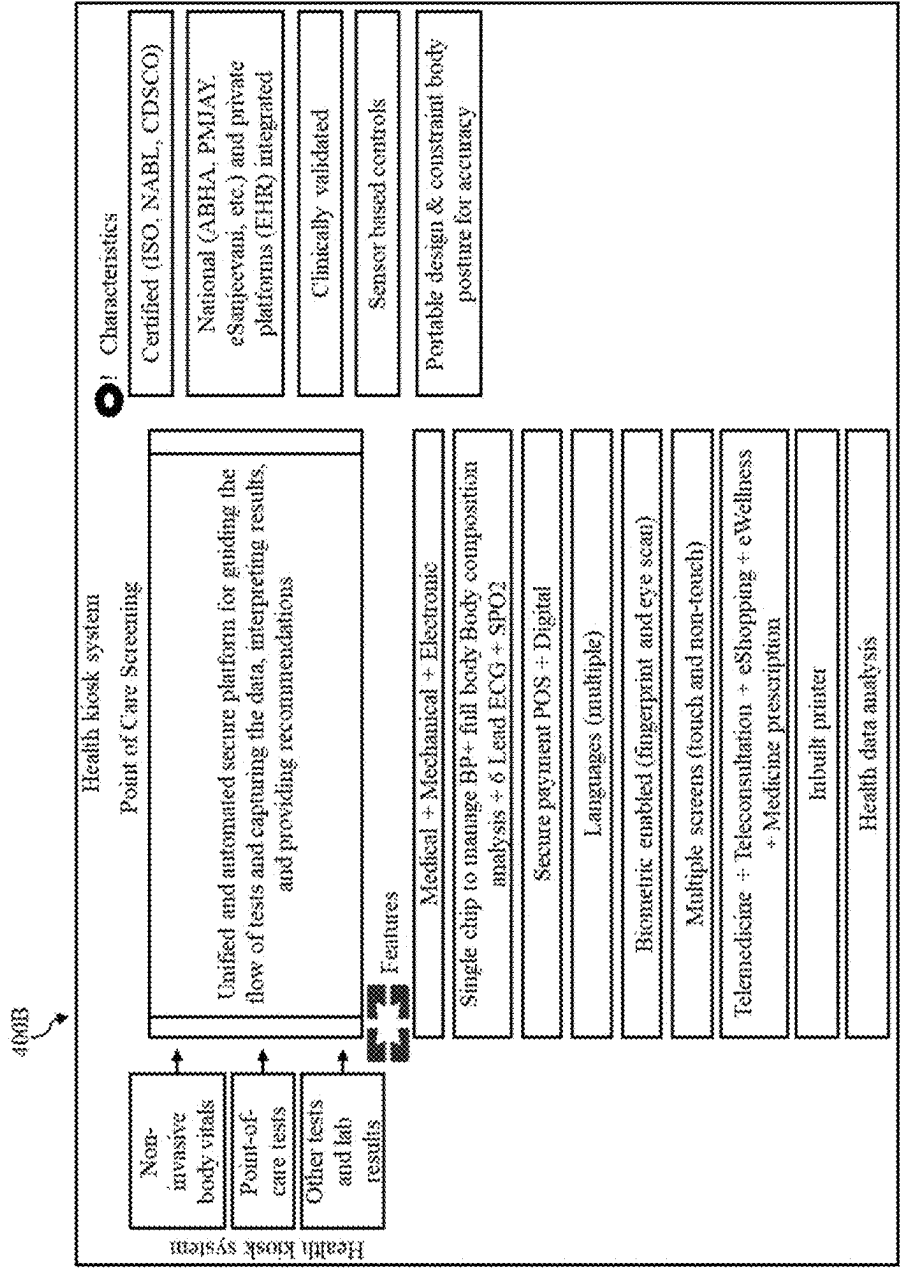 400B
Health kiosk system
Point of Care Screening
Health kiosk system
Non-
invasive
body vitals
Point-of-
care tests
Other tests
and lab
results
Unified and automated secure platform for guiding the
flow of tests and capturing the data, interpreting results,
and providing recommendations
Features
Medical + Mechanical + Electronic
Single chip to manage BP+ full body Body composition
analysis + 6 Lead ECG + SPO2
Secure payment POS + Digital
Languages (multiple)
Biometric enabled (fingerprint and eye scan)
Multiple screens (touch and non-touch)
Telemedicine + Teleconsultation + eShopping + eWellness
+ Medicine prescription
Inbuilt printer
Health data analysis
! Characteristics
Certified (ISO, NABL, CDSCO)
National (ABHA, PMJAY,
eSanjeevani, etc.) and private
platforms (EHR) integrated
Clinically validated
Sensor based controls
Portable design & constraint body
posture for accuracy